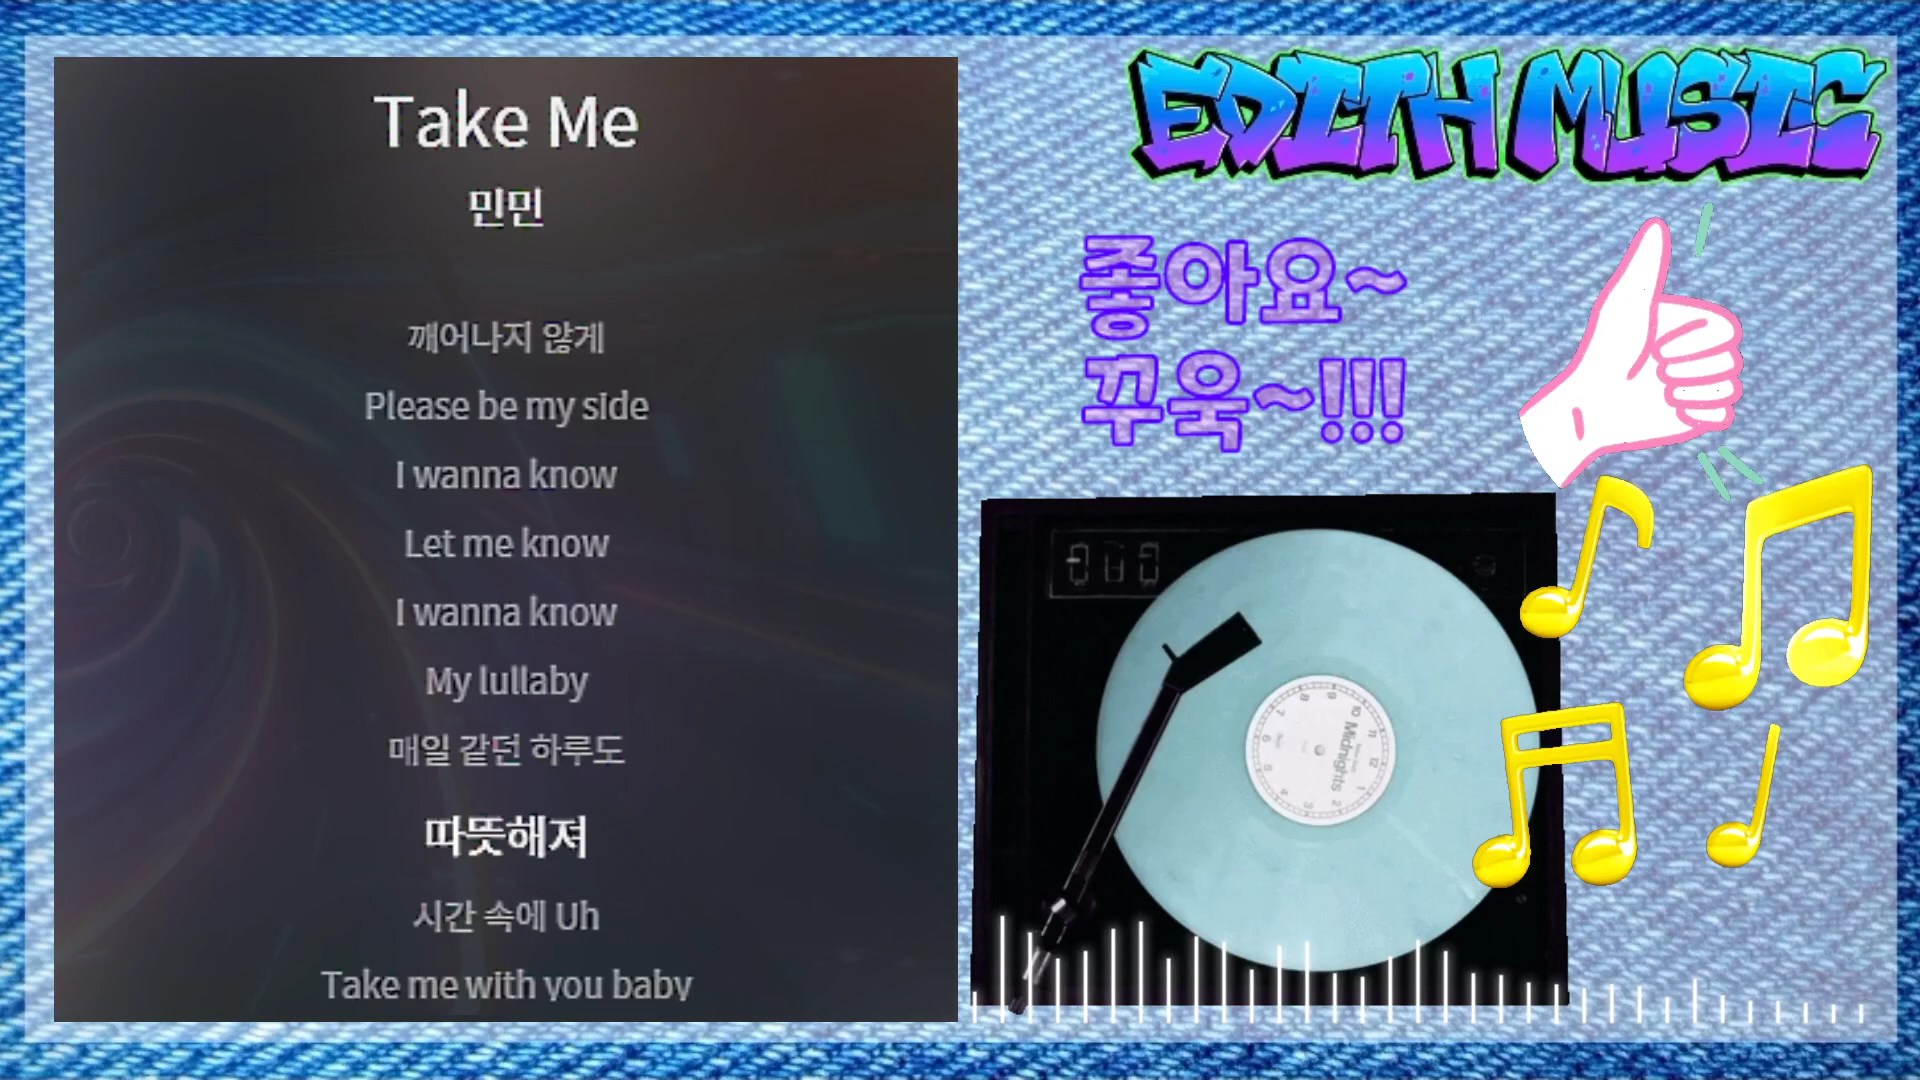 Take Me
민민
깨어나지 않게
Please be my side
I wanna know
Let me know
I wanna know
My lullaby
매일 같던 하루도
따뜻해져
시간 속에 Uh
Take me with you baby
EDITH MUSIC
좋아요~
꾸욱~!!!
Midnights